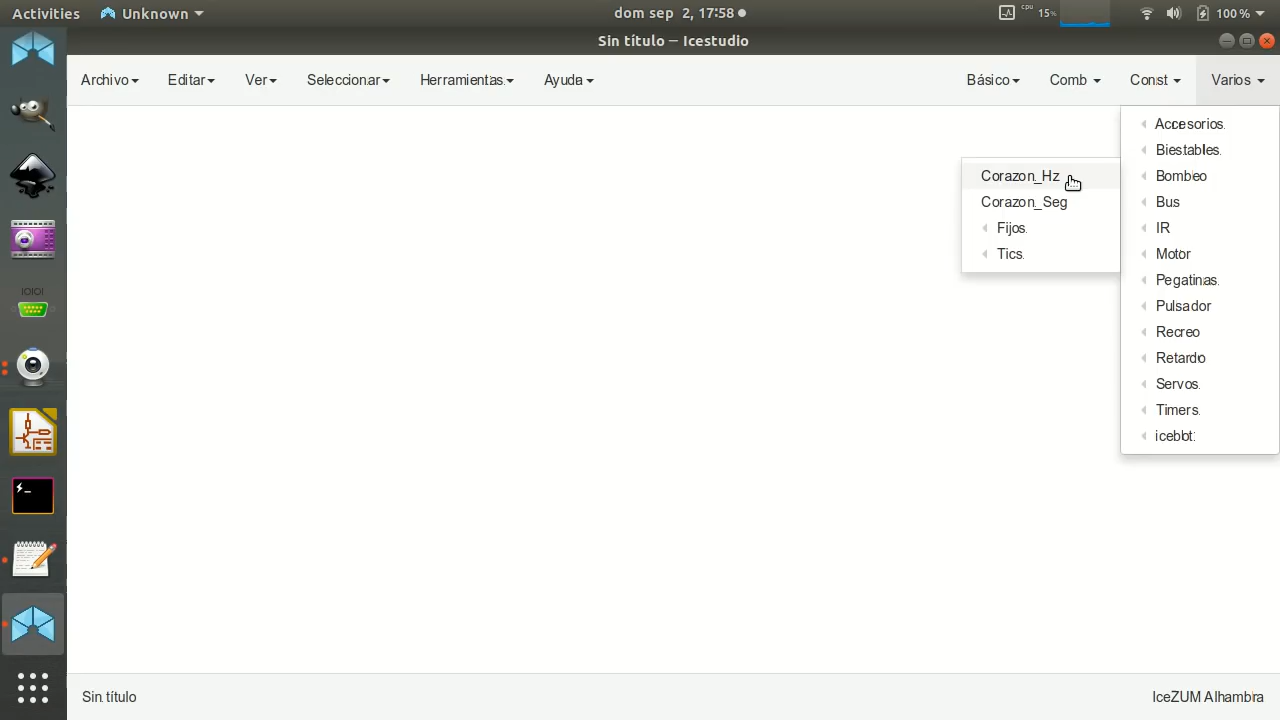 Activities Unknown dom sep 2, 17:58 cpu 15% 100 %
Sin título – Icestudio
Archivo Editar Ver Seleccionar Herramientas Ayuda Básico Comb Const Varios
Accesorios
Biestables
Corazon_Hz Bombeo
Corazon_Seg Bus
Fijos IR
Tics Motor
Pegatinas
Pulsador
Recreo
Retardo
Servos
Timers
icebot
Sin título IceZUM Alhambra